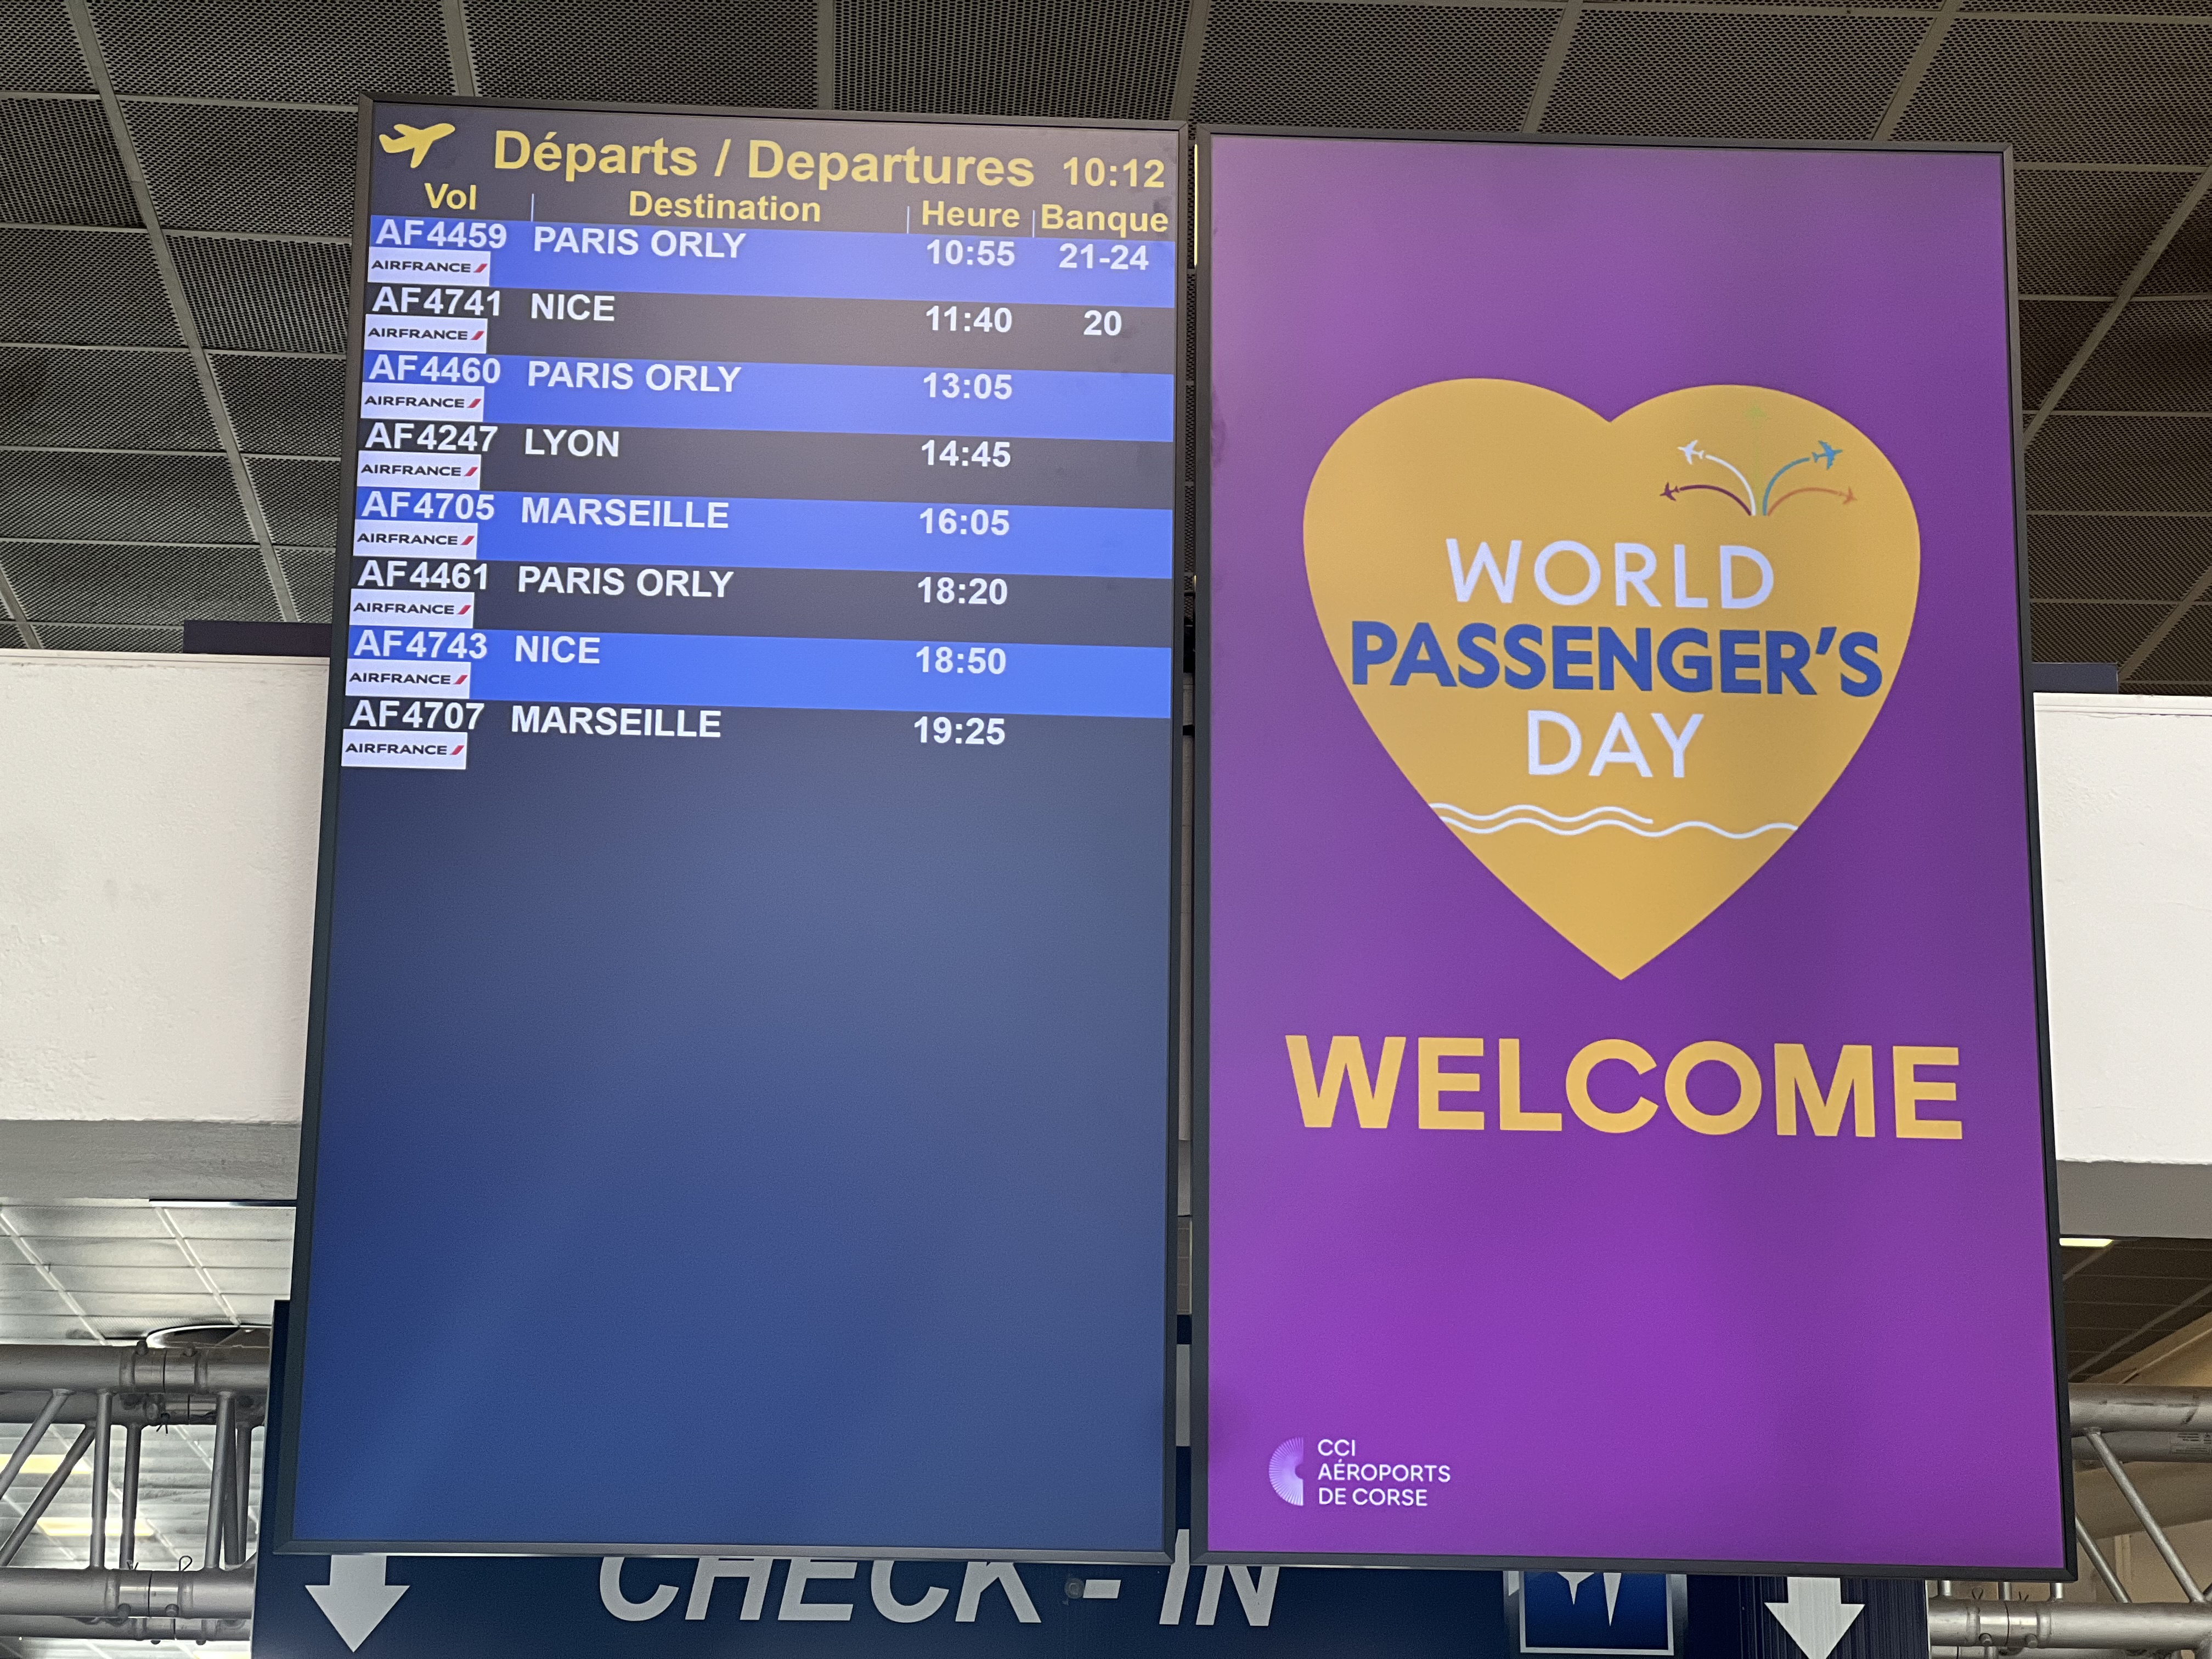 Départs / Departures 10:12
Vol Destination Heure Banque
AF4459 PARIS ORLY 10:55 21-24
AIRFRANCE
AF4741 NICE 11:40 20
AIRFRANCE
AF4460 PARIS ORLY 13:05
AIRFRANCE
AF4247 LYON 14:45
AIRFRANCE
AF4705 MARSEILLE 16:05
AIRFRANCE
AF4461 PARIS ORLY 18:20
AIRFRANCE
AF4743 NICE 18:50
AIRFRANCE
AF4707 MARSEILLE 19:25
AIRFRANCE
WORLD
PASSENGER'S
DAY
WELCOME
CCI
AÉROPORTS
DE CORSE
CHECK - IN